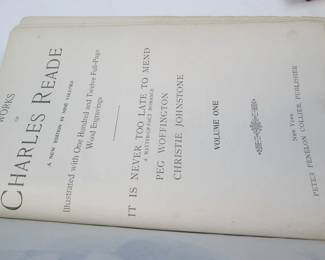 WORKS
OF
CHARLES READE
A NEW EDITION IN NINE VOLUMES
Illustrated with One Hundred and Twelve Full-Page
Wood Engravings
IT IS NEVER TOO LATE TO MEND
A MATTER-OF-FACT ROMANCE
PEG WOFFINGTON
CHRISTIE JOHNSTONE
VOLUME ONE
New York
PETER FENELON COLLIER, PUBLISHER